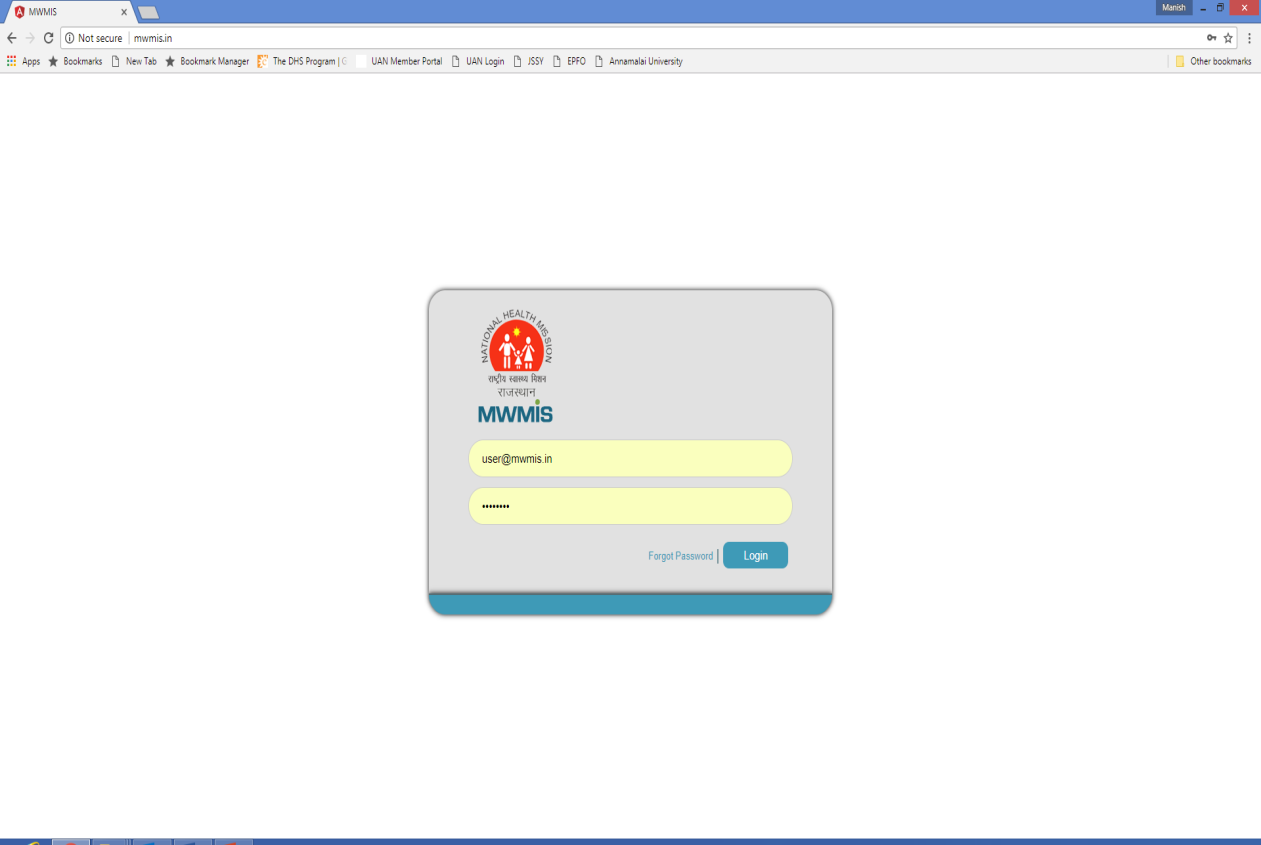 MWMIS
Manish
Not secure | mwmis.in
Apps Bookmarks New Tab Bookmark Manager The DHS Program | G UAN Member Portal UAN Login JSSY EPFO Annamalai University Other bookmarks
NATIONAL HEALTH MISSION
राष्ट्रीय स्वास्थ्य मिशन
राजस्थान
MWMIS
user@mwmis.in
••••••••
Forgot Password | Login